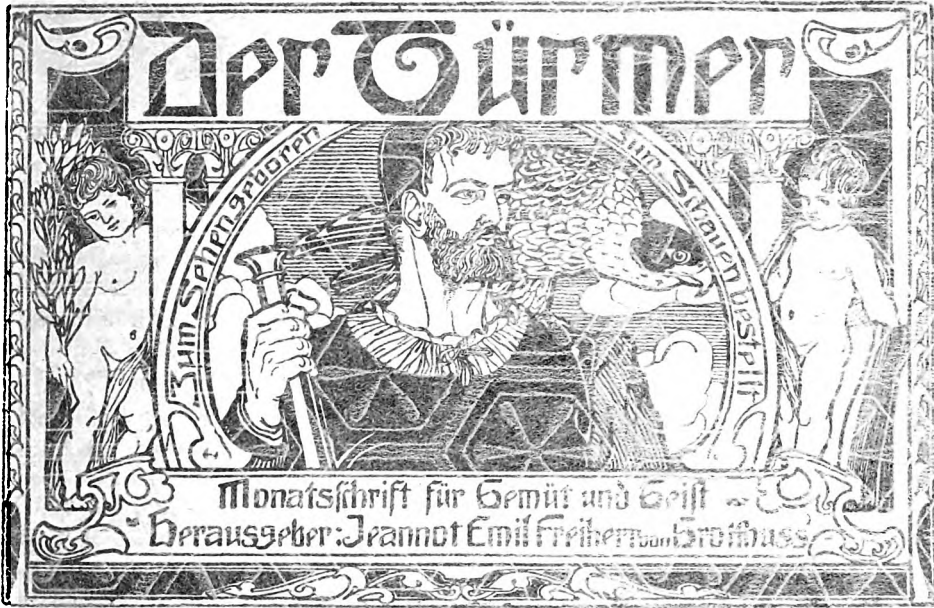 Der Türmer
Zum Sehen geboren
zum Schauen bestellt
Monatsschrift für Gemüt und Geist
Herausgeber: Jeannot Emil Freiherr von Grotthuss